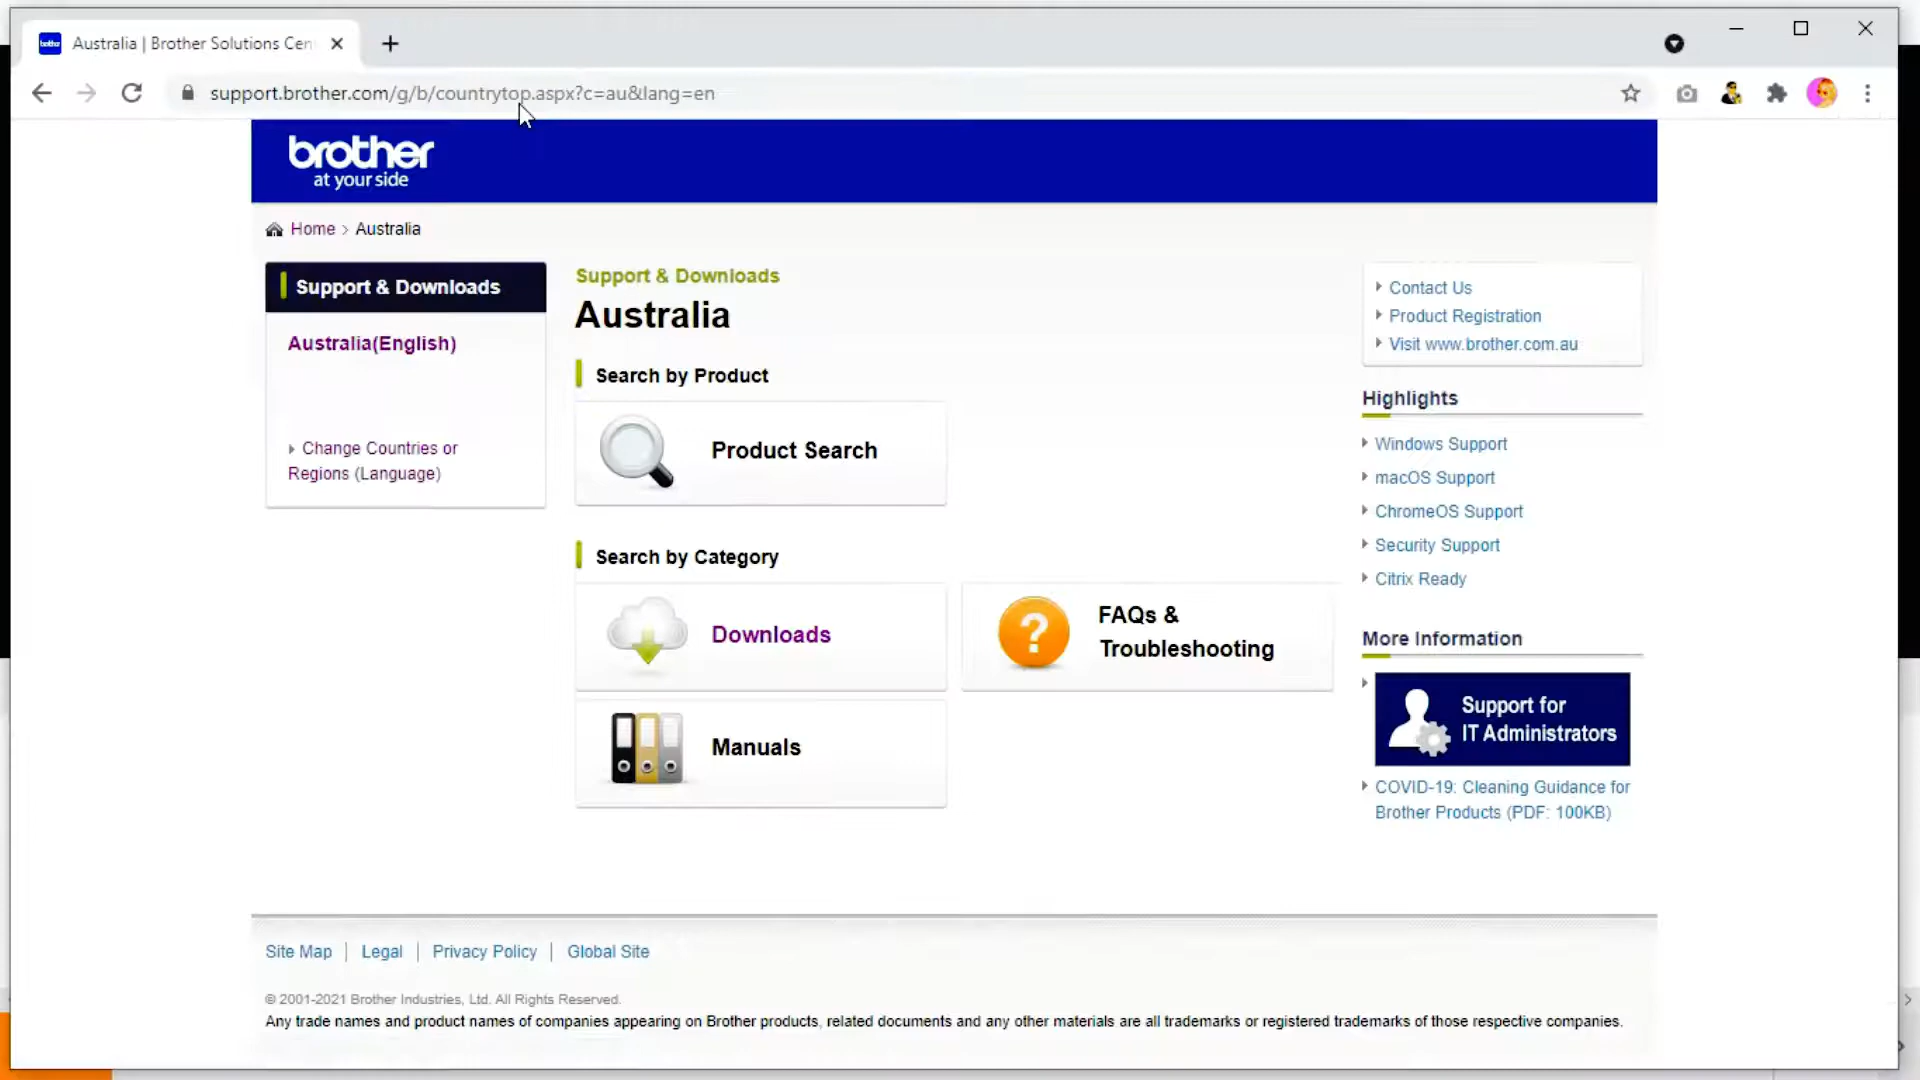 Australia | Brother Solutions Cen
support.brother.com/g/b/countrytop.aspx?c=au&lang=en
brother
at your side
Home > Australia
Support & Downloads
Australia(English)
Change Countries or
Regions (Language)
Support & Downloads
Australia
Search by Product
Product Search
Search by Category
Downloads
FAQs &
Troubleshooting
Manuals
Contact Us
Product Registration
Visit www.brother.com.au
Highlights
Windows Support
macOS Support
ChromeOS Support
Security Support
Citrix Ready
More Information
Support for
IT Administrators
COVID-19: Cleaning Guidance for
Brother Products (PDF: 100KB)
Site Map | Legal | Privacy Policy | Global Site
© 2001-2021 Brother Industries, Ltd. All Rights Reserved.
Any trade names and product names of companies appearing on Brother products, related documents and any other materials are all trademarks or registered trademarks of those respective companies.